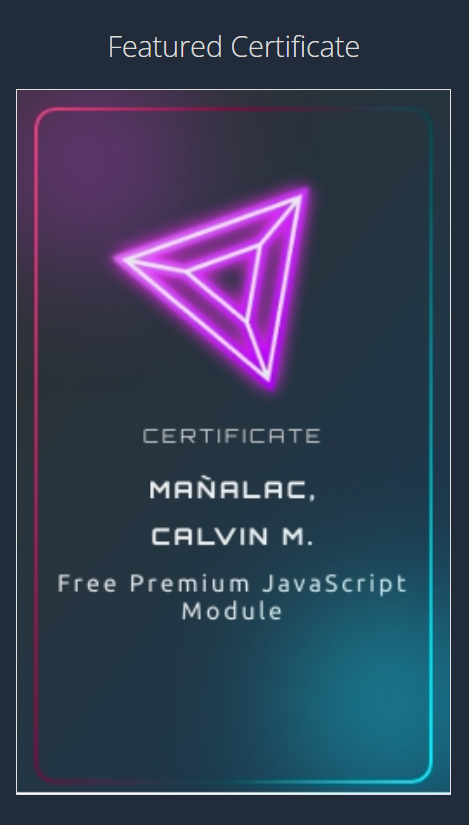 Featured Certificate
CERTIFICATE
MAÑALAC,
CALVIN M.
Free Premium JavaScript
Module